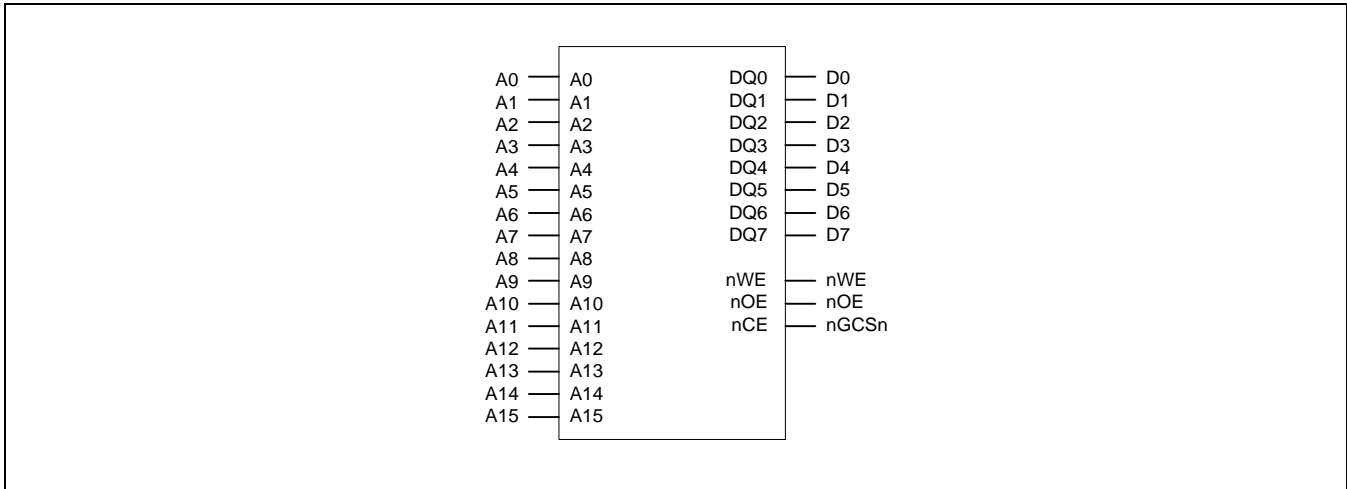 A0 A0 DQ0 D0
A1 A1 DQ1 D1
A2 A2 DQ2 D2
A3 A3 DQ3 D3
A4 A4 DQ4 D4
A5 A5 DQ5 D5
A6 A6 DQ6 D6
A7 A7 DQ7 D7
A8 A8
A9 A9 nWE nWE
A10 A10 nOE nOE
A11 A11 nCE nGCSn
A12 A12
A13 A13
A14 A14
A15 A15